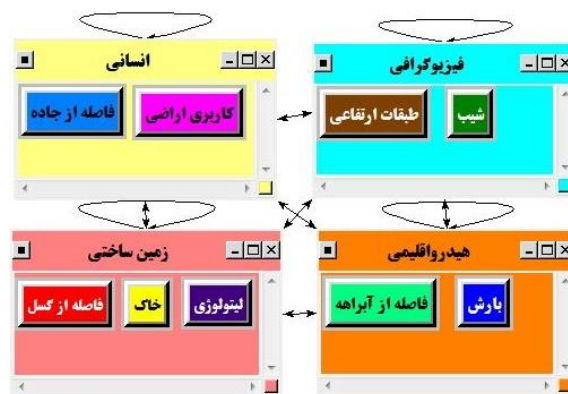 انسانی
کاربری اراضی
فاصله از جاده
فیزیوگرافی
شیب
طبقات ارتفاعی
زمین ساختی
لیتولوژی
خاک
فاصله از گسل
هیدرواقلیمی
بارش
فاصله از آبراهه